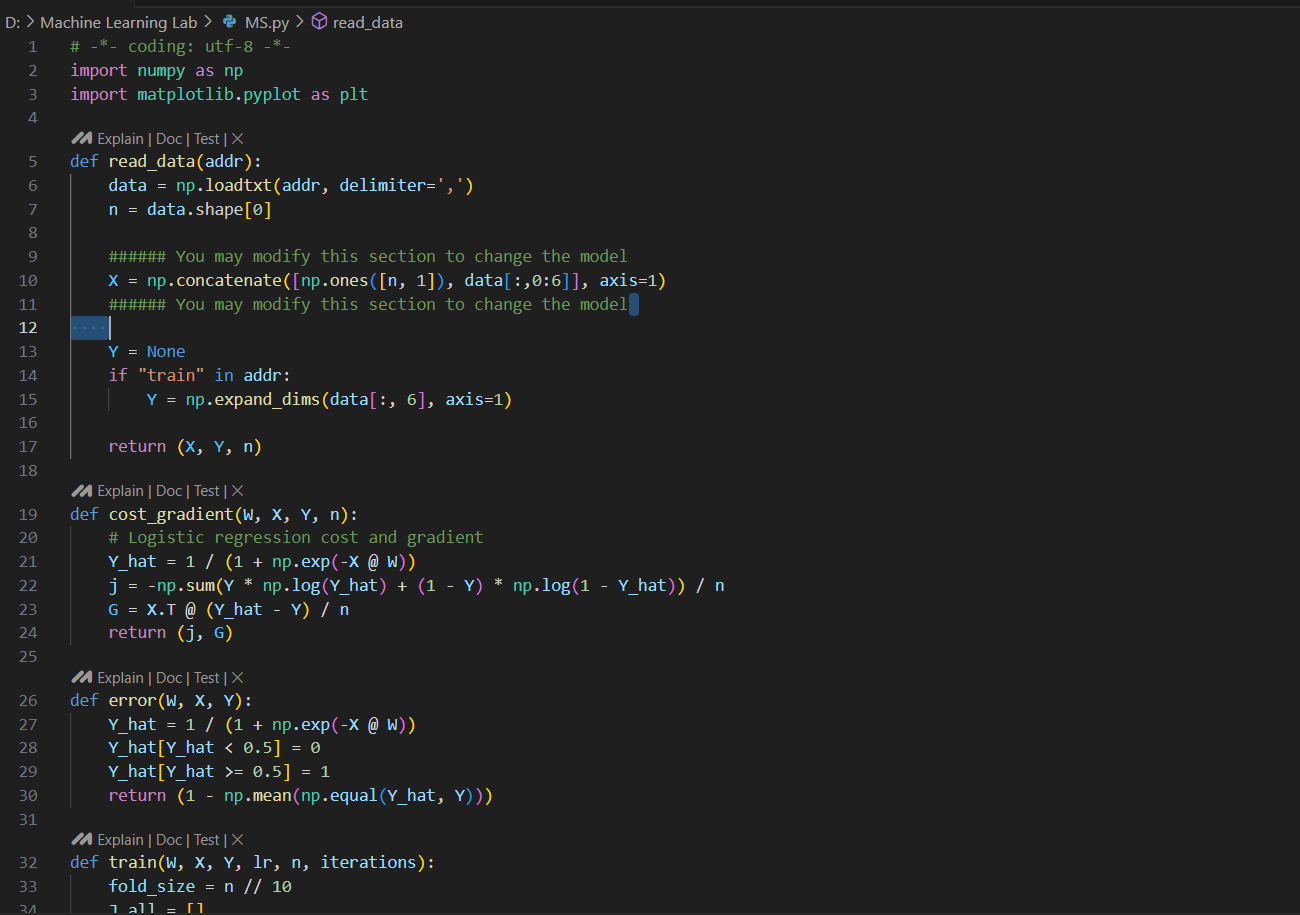 D: > Machine Learning Lab > MS.py > read_data
1 # -*- coding: utf-8 -*-
2 import numpy as np
3 import matplotlib.pyplot as plt
4
Explain | Doc | Test | X
5 def read_data(addr):
6     data = np.loadtxt(addr, delimiter=',')
7     n = data.shape[0]
8
9     ###### You may modify this section to change the model
10     X = np.concatenate([np.ones([n, 1]), data[:,0:6]], axis=1)
11     ###### You may modify this section to change the model
12
13     Y = None
14     if "train" in addr:
15         Y = np.expand_dims(data[:, 6], axis=1)
16
17     return (X, Y, n)
18
Explain | Doc | Test | X
19 def cost_gradient(W, X, Y, n):
20     # Logistic regression cost and gradient
21     Y_hat = 1 / (1 + np.exp(-X @ W))
22     j = -np.sum(Y * np.log(Y_hat) + (1 - Y) * np.log(1 - Y_hat)) / n
23     G = X.T @ (Y_hat - Y) / n
24     return (j, G)
25
Explain | Doc | Test | X
26 def error(W, X, Y):
27     Y_hat = 1 / (1 + np.exp(-X @ W))
28     Y_hat[Y_hat < 0.5] = 0
29     Y_hat[Y_hat >= 0.5] = 1
30     return (1 - np.mean(np.equal(Y_hat, Y)))
31
Explain | Doc | Test | X
32 def train(W, X, Y, lr, n, iterations):
33     fold_size = n // 10
34     J_all = []